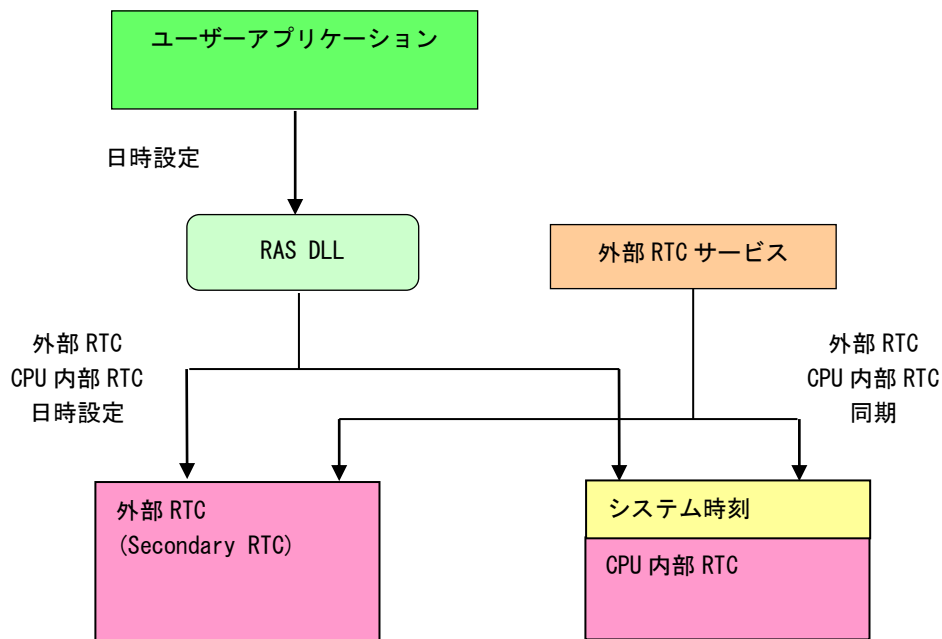 ユーザーアプリケーション
日時設定
RAS DLL
外部 RTC サービス
外部 RTC
CPU 内部 RTC
日時設定
外部 RTC
CPU 内部 RTC
同期
外部 RTC
(Secondary RTC)
システム時刻
CPU 内部 RTC